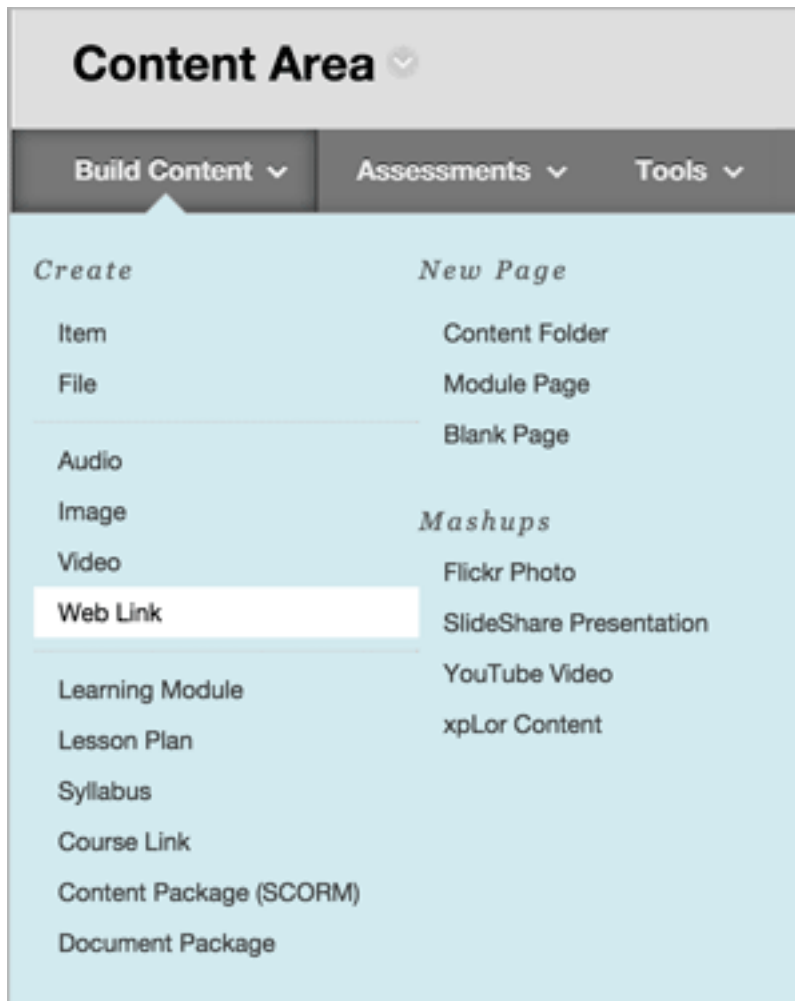 Content Area
Build Content
Assessments
Tools
Create
Item
File
Audio
Image
Video
Web Link
Learning Module
Lesson Plan
Syllabus
Course Link
Content Package (SCORM)
Document Package
New Page
Content Folder
Module Page
Blank Page
Mashups
Flickr Photo
SlideShare Presentation
YouTube Video
xpLor Content